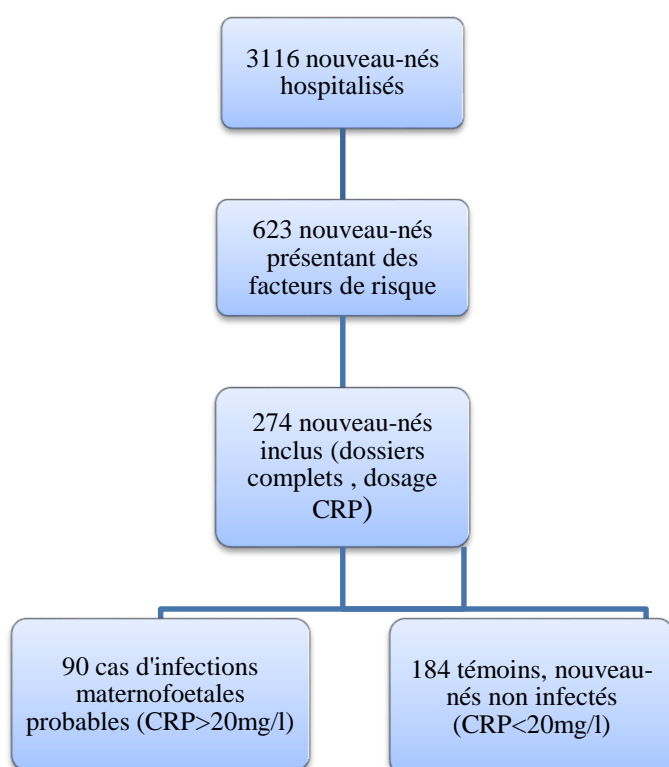 3116 nouveau-nés
hospitalisés
623 nouveau-nés
présentant des
facteurs de risque
274 nouveau-nés
inclus (dossiers
complets , dosage
CRP)
90 cas d'infections
maternofoetales
probables (CRP>20mg/l)
184 témoins, nouveau-
nés non infectés
(CRP<20mg/l)